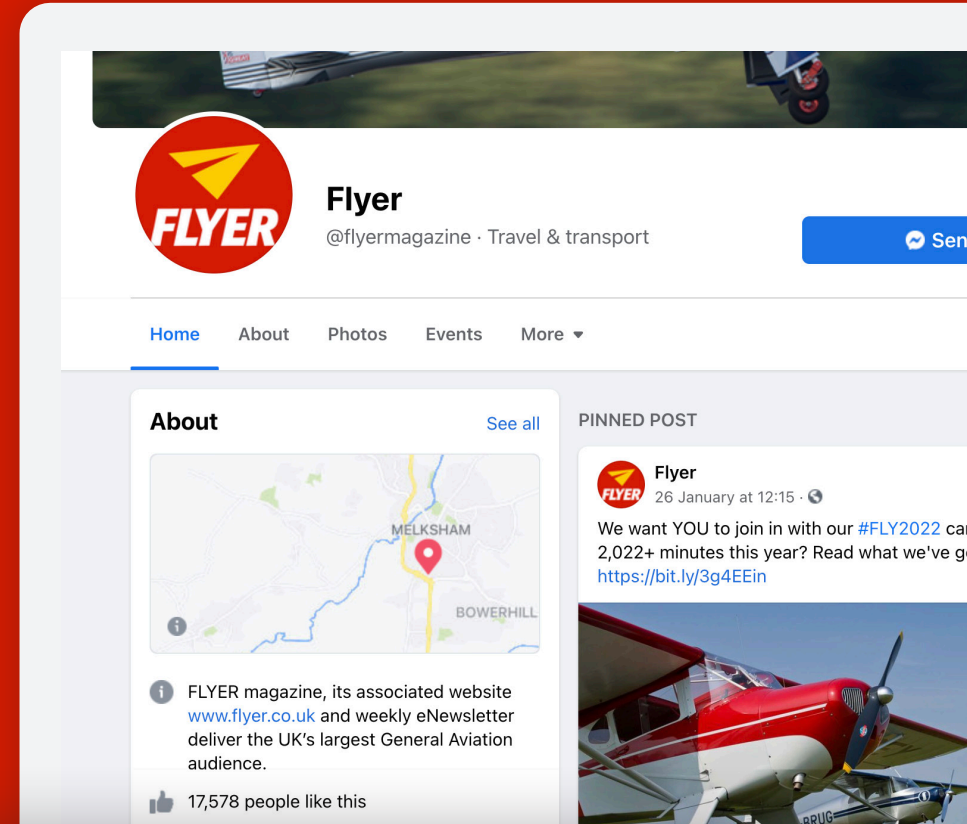 FLYER
Flyer
@flyermagazine · Travel & transport
Sen
Home About Photos Events More
About See all
MELKSHAM
BOWERHILL
FLYER magazine, its associated website
www.flyer.co.uk and weekly eNewsletter
deliver the UK's largest General Aviation
audience.
17,578 people like this
PINNED POST
FLYER
Flyer
26 January at 12:15 ·
We want YOU to join in with our #FLY2022 ca
2,022+ minutes this year? Read what we've g
https://bit.ly/3g4EEin
BRUG